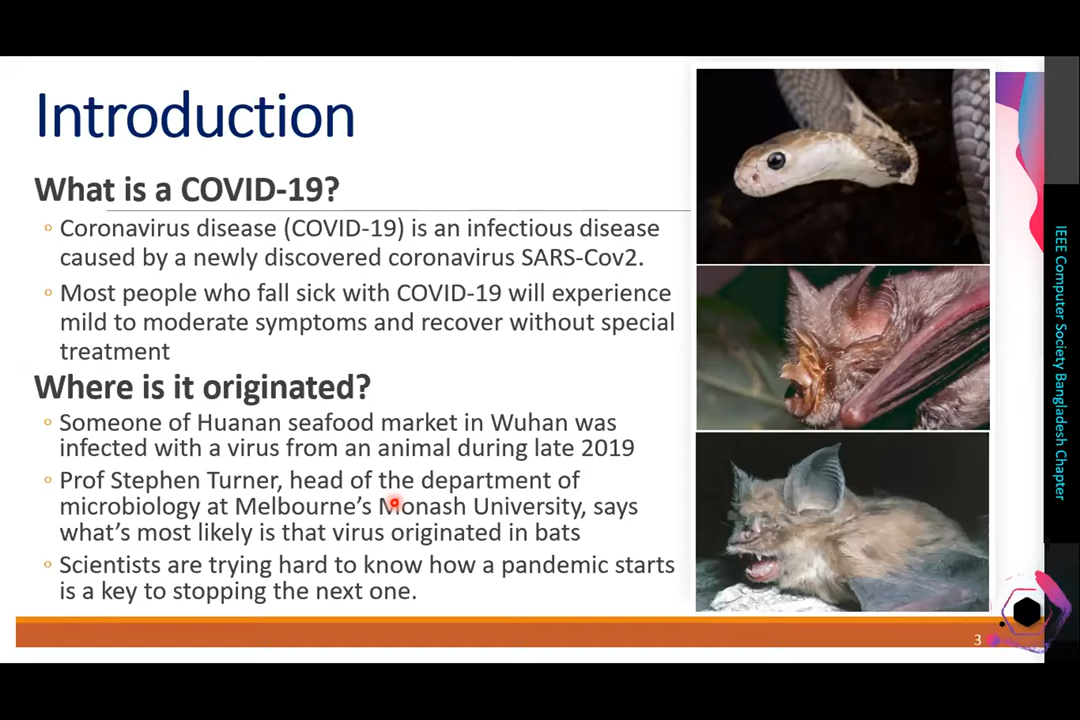 Introduction
What is a COVID-19?
Coronavirus disease (COVID-19) is an infectious disease
caused by a newly discovered coronavirus SARS-Cov2.
Most people who fall sick with COVID-19 will experience
mild to moderate symptoms and recover without special
treatment
Where is it originated?
Someone of Huanan seafood market in Wuhan was
infected with a virus from an animal during late 2019
Prof Stephen Turner, head of the department of
microbiology at Melbourne's Monash University, says
what's most likely is that virus originated in bats
Scientists are trying hard to know how a pandemic starts
is a key to stopping the next one.
3
IEEE Computer Society Bangladesh Chapter